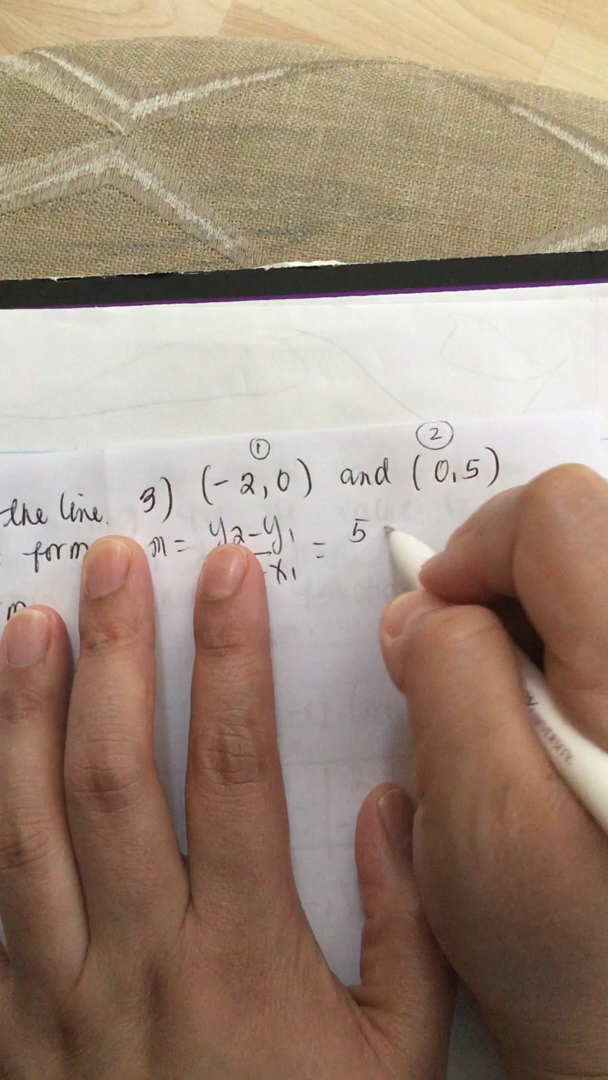 ① ②
the line. 3) (-2,0) and (0,5)
form m = y2-y1 = 5
-x1
m